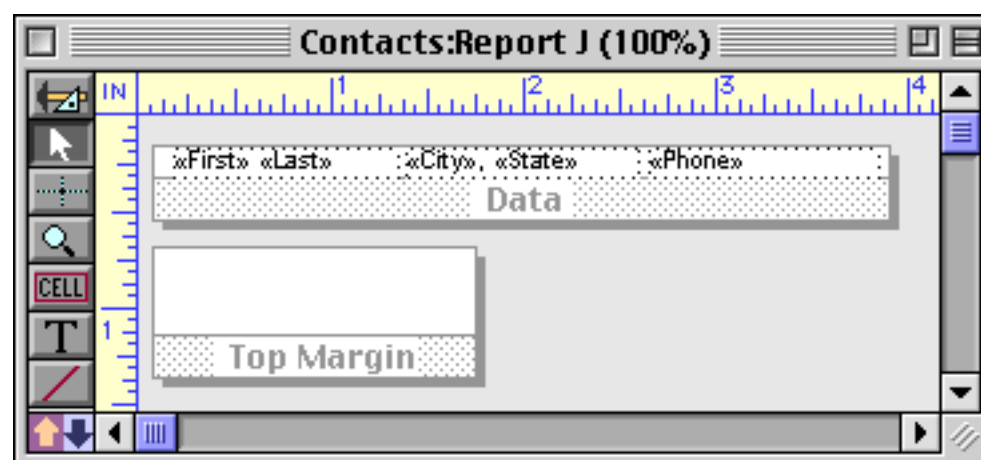 Contacts:Report J (100%)
IN 1 2 3 4
«First» «Last» «City», «State» «Phone»
Data
CELL
T
1
Top Margin